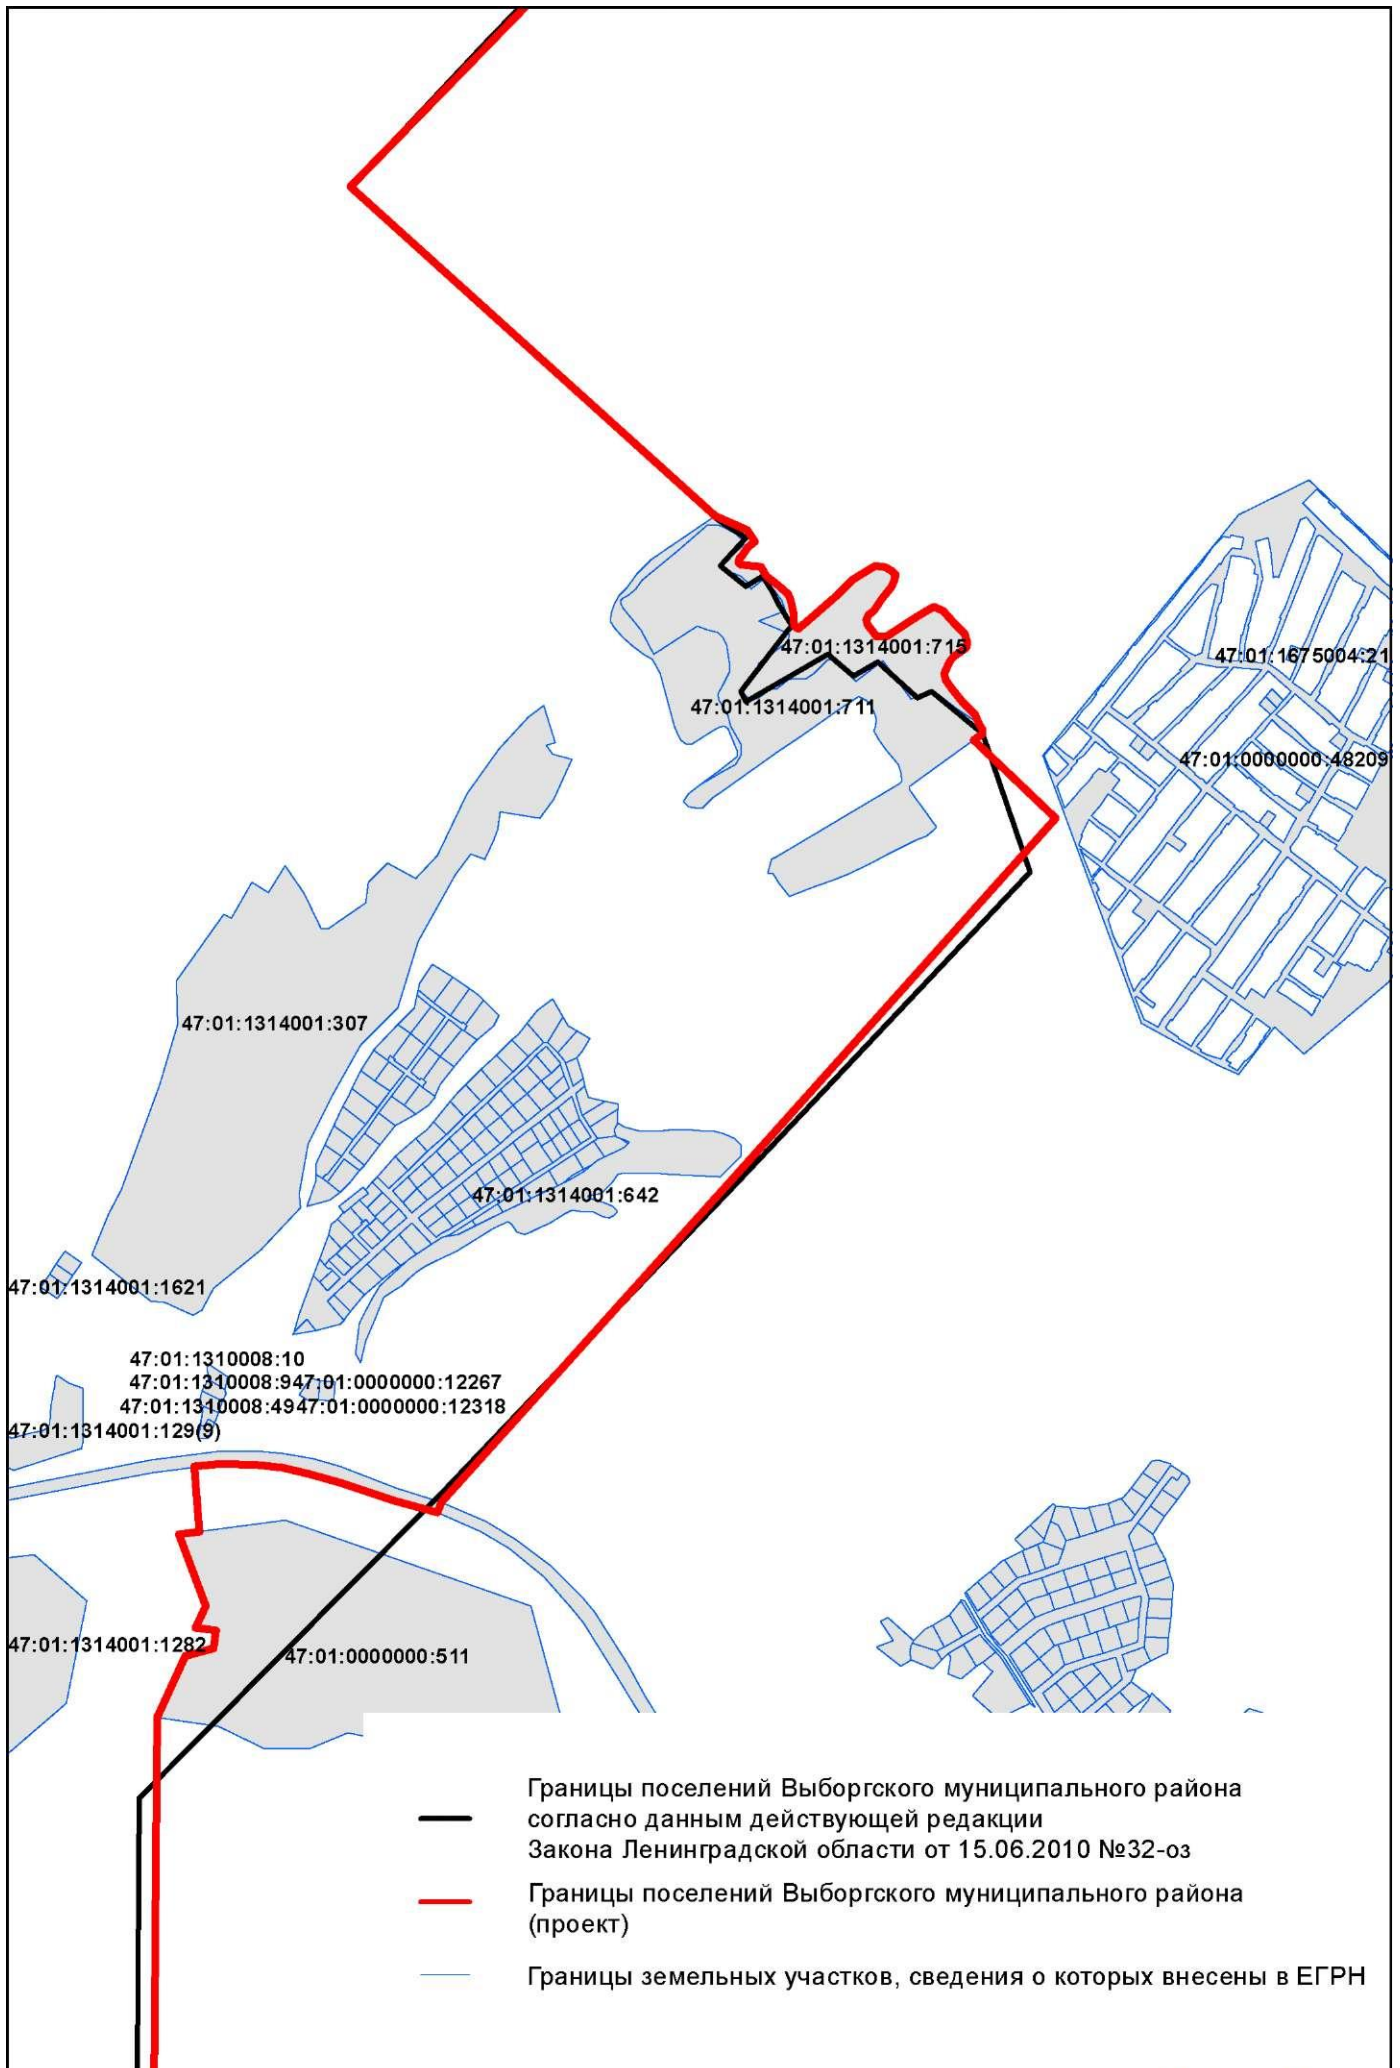 47:01:1314001:715
47:01:1675004:21
47:01:1314001:711
47:01:0000000:48209
47:01:1314001:307
47:01:1314001:642
47:01:1314001:1621
47:01:1310008:10
47:01:1310008:947:01:0000000:12267
47:01:1310008:4947:01:0000000:12318
47:01:1314001:129(9)
47:01:1314001:1282
47:01:0000000:511
Границы поселений Выборгского муниципального района
согласно данным действующей редакции
Закона Ленинградской области от 15.06.2010 №32-оз
Границы поселений Выборгского муниципального района
(проект)
Границы земельных участков, сведения о которых внесены в ЕГРН